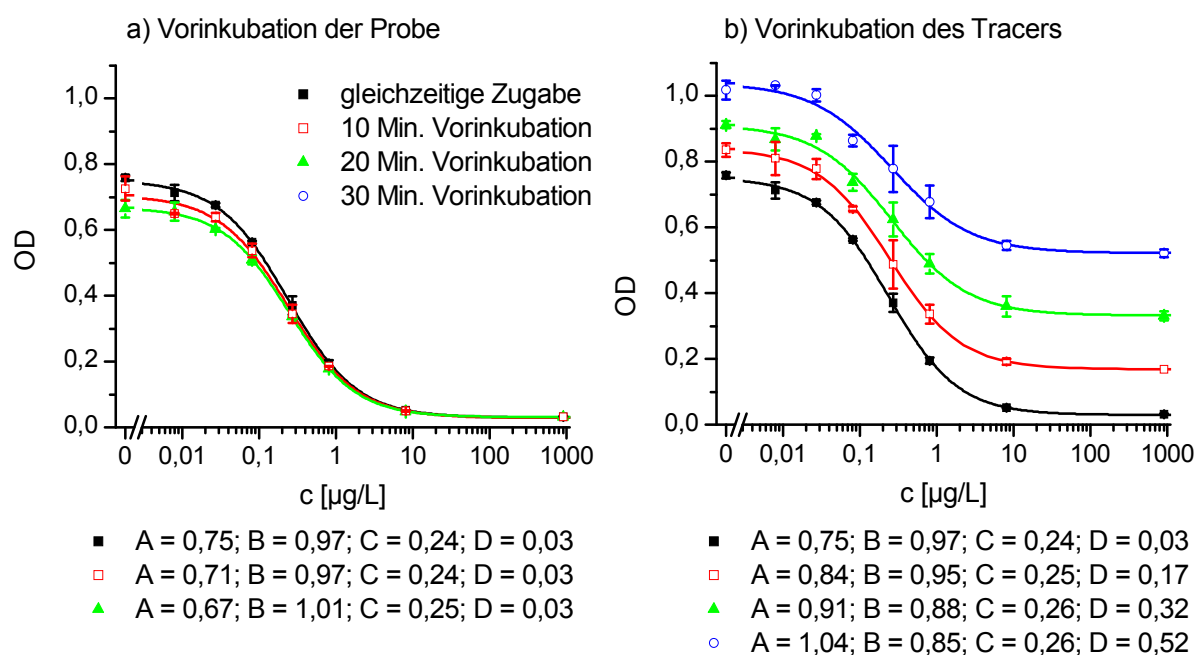 a) Vorinkubation der Probe
gleichzeitige Zugabe
10 Min. Vorinkubation
20 Min. Vorinkubation
30 Min. Vorinkubation
1,0
0,8
0,6
0,4
0,2
0,0
OD
0 0,01 0,1 1 10 100 1000
c [µg/L]
A = 0,75; B = 0,97; C = 0,24; D = 0,03
A = 0,71; B = 0,97; C = 0,24; D = 0,03
A = 0,67; B = 1,01; C = 0,25; D = 0,03
b) Vorinkubation des Tracers
1,0
0,8
0,6
0,4
0,2
0,0
OD
0 0,01 0,1 1 10 100 1000
c [µg/L]
A = 0,75; B = 0,97; C = 0,24; D = 0,03
A = 0,84; B = 0,95; C = 0,25; D = 0,17
A = 0,91; B = 0,88; C = 0,26; D = 0,32
A = 1,04; B = 0,85; C = 0,26; D = 0,52